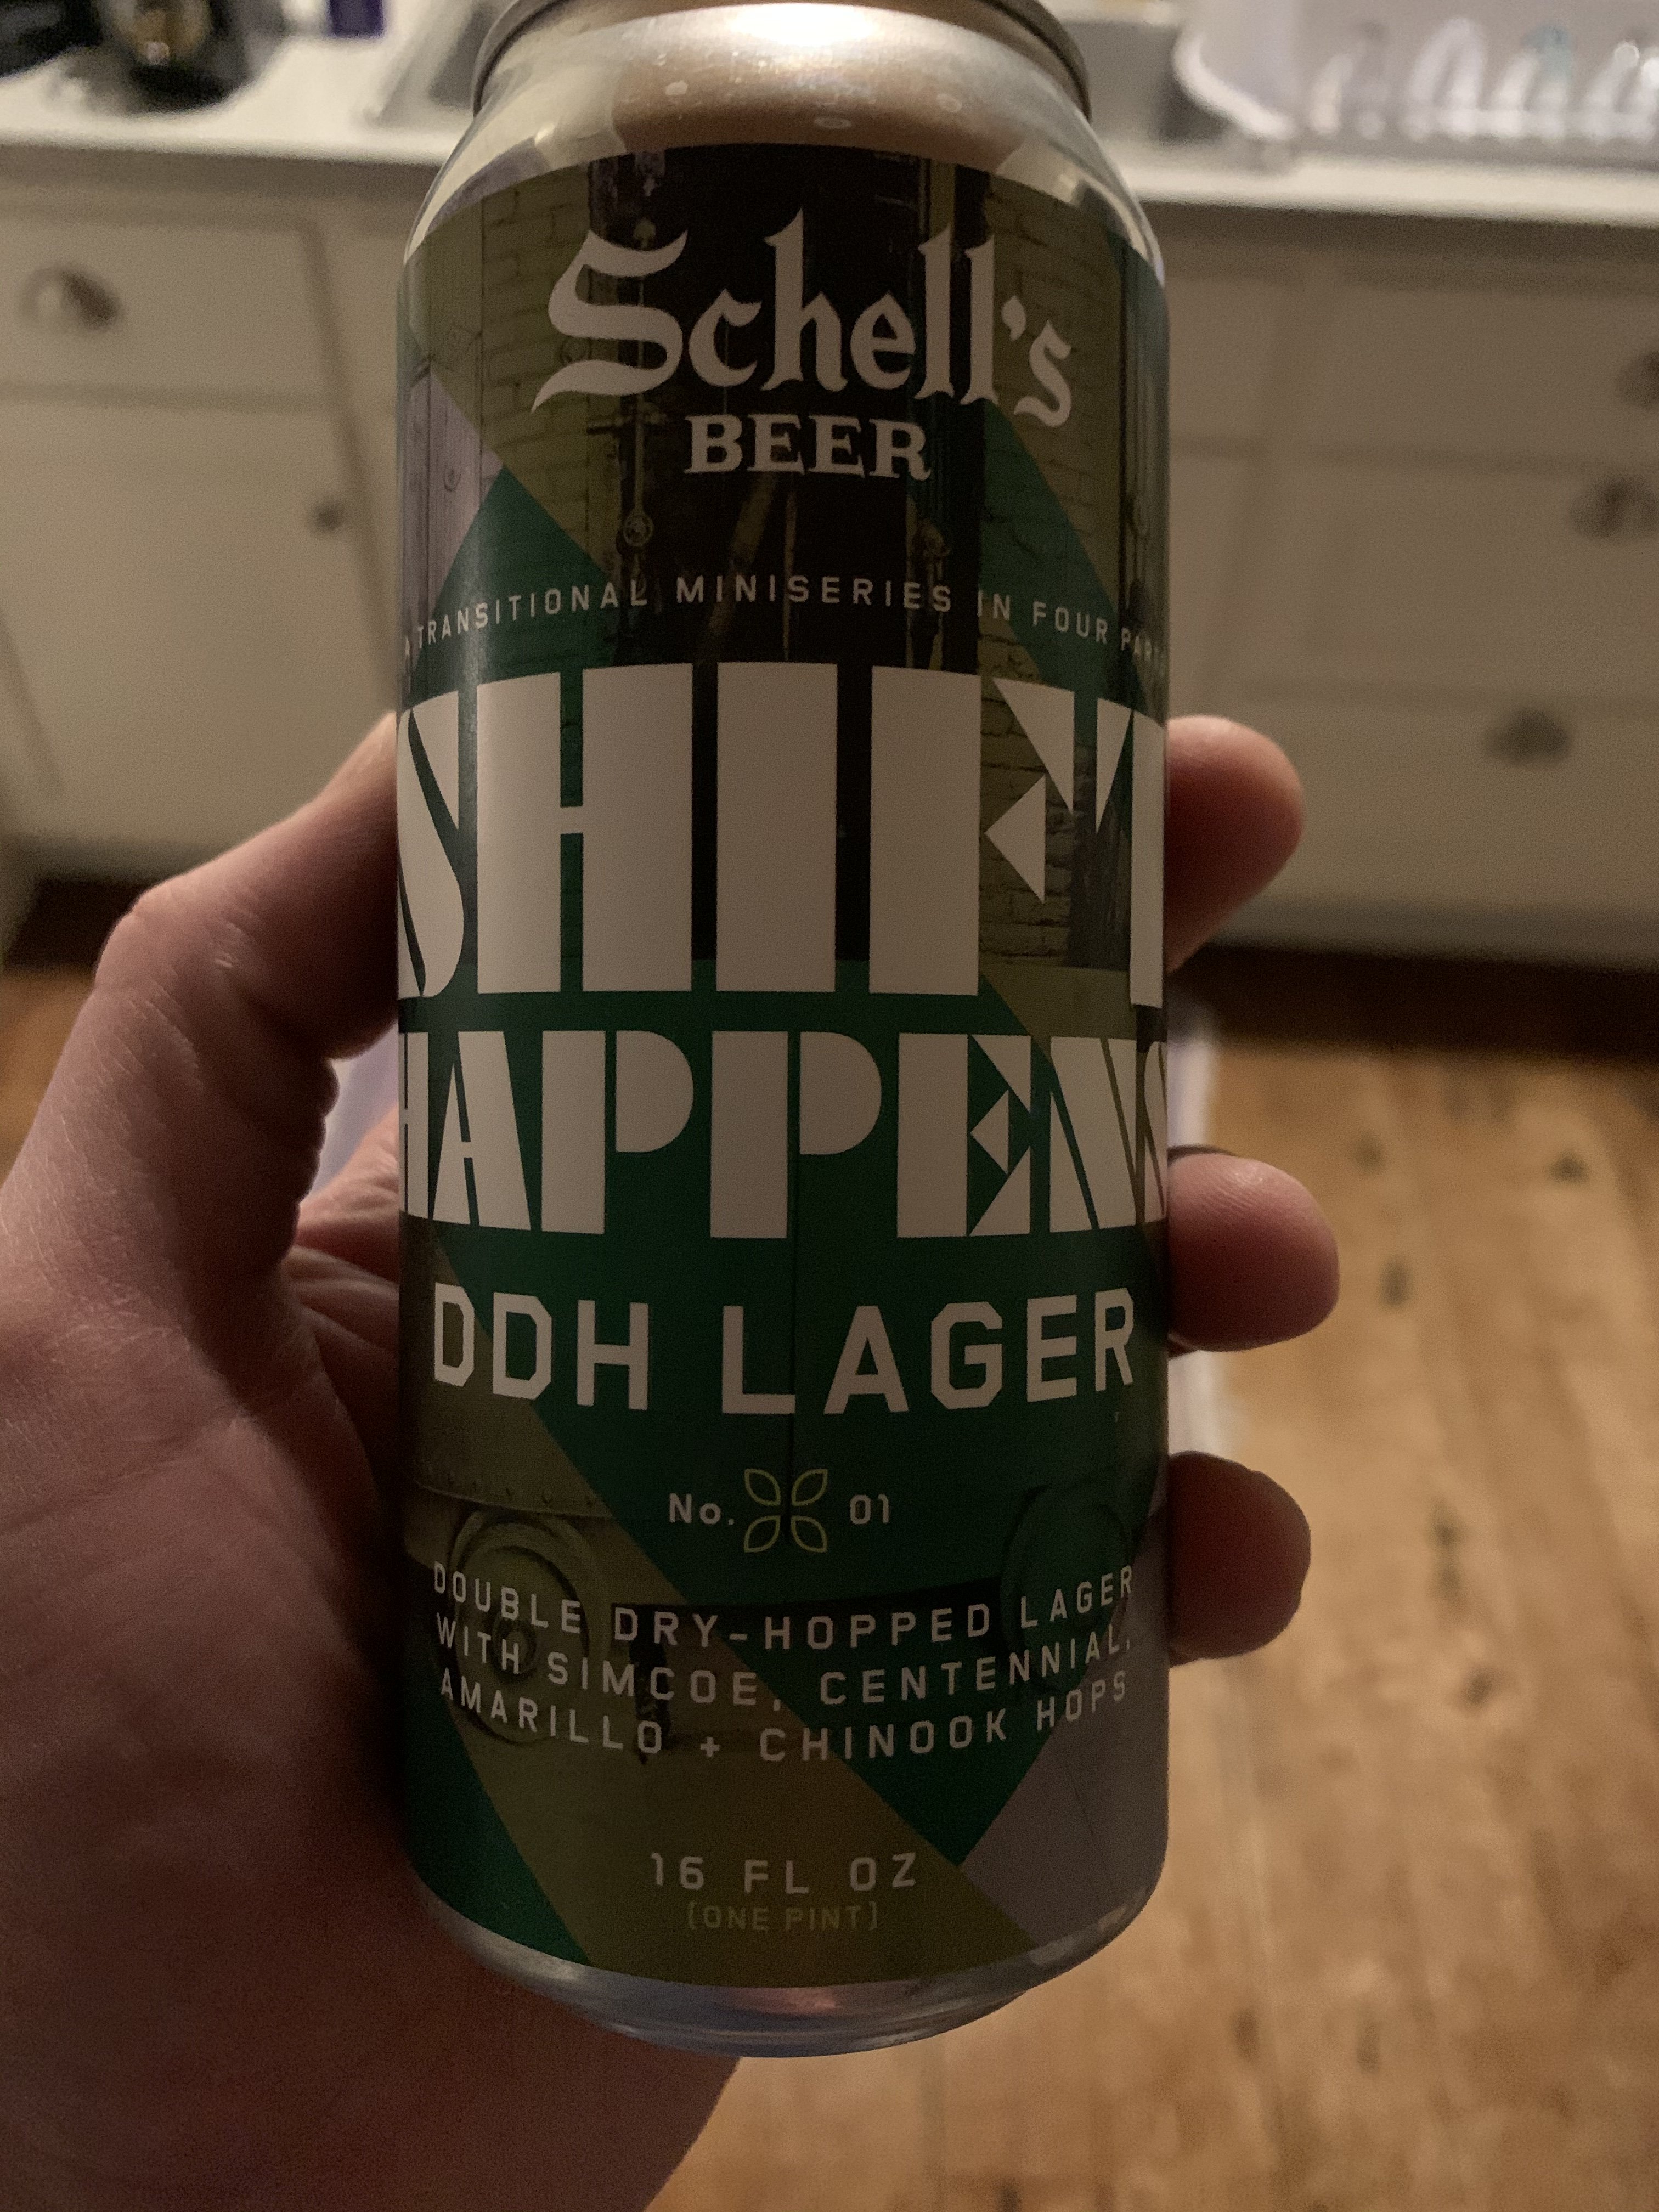 Schell's
BEER
A TRANSITIONAL MINISERIES IN FOUR PARTS
SHIFT
HAPPENS
DDH LAGER
No. 01
DOUBLE DRY-HOPPED LAGER
WITH SIMCOE, CENTENNIAL,
AMARILLO + CHINOOK HOPS
16 FL OZ
[ONE PINT]